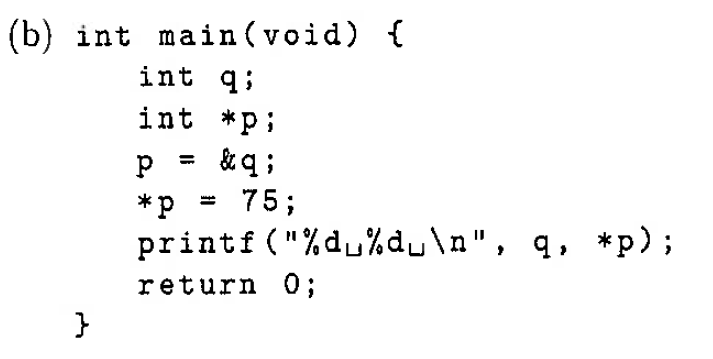 (b) int main(void) {
int q;
int *p;
p = &q;
*p = 75;
printf("%d␣%d␣\n", q, *p);
return 0;
}